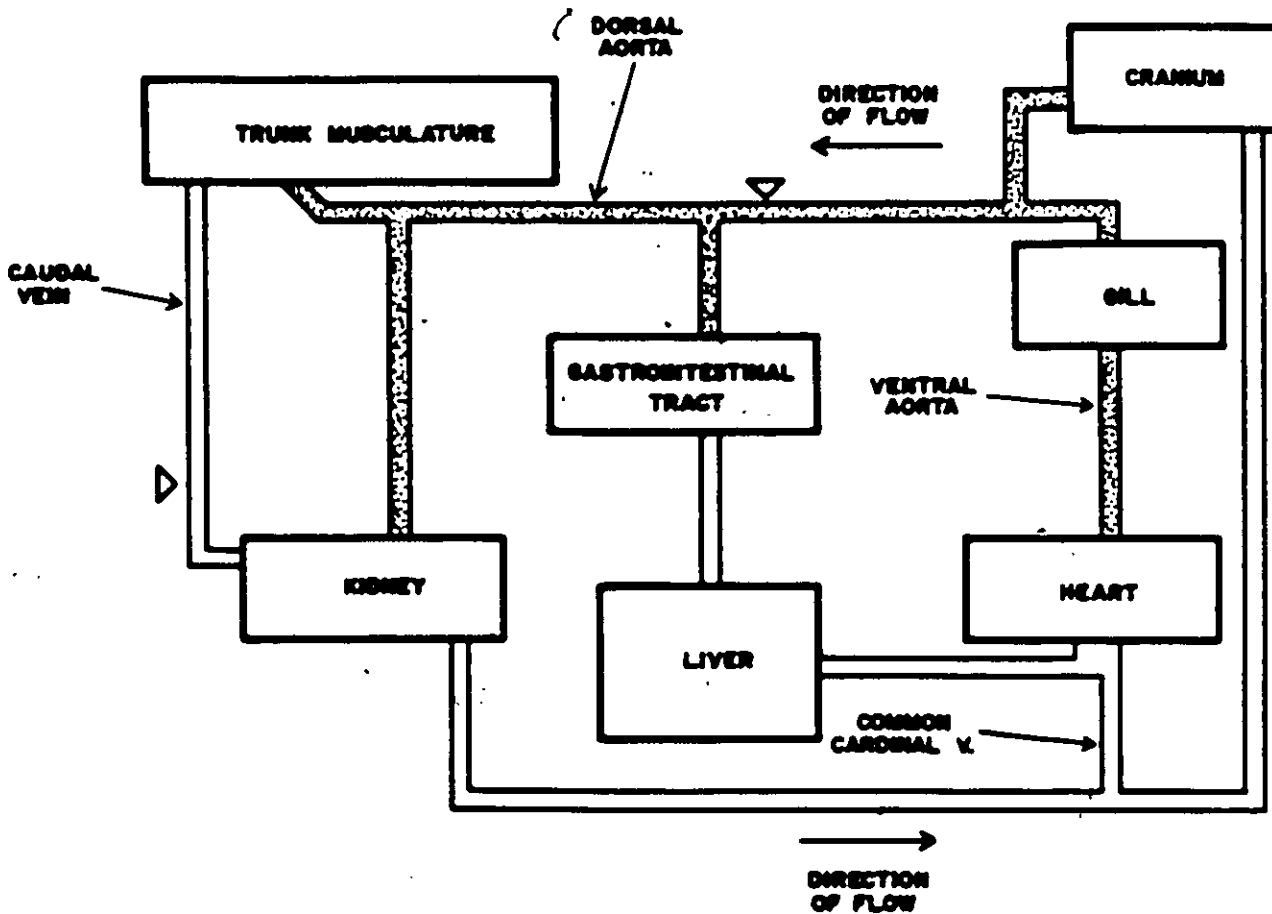 DORSAL
AORTA
CRANIUM
TRUNK MUSCULATURE
DIRECTION
OF FLOW
CAUDAL
VEIN
GILL
GASTROINTESTINAL
TRACT
VENTRAL
AORTA
KIDNEY
HEART
LIVER
COMMON
CARDINAL V.
DIRECTION
OF FLOW